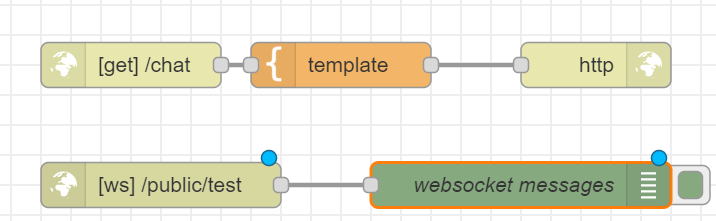 [get] /chat
template
http
[ws] /public/test
websocket messages